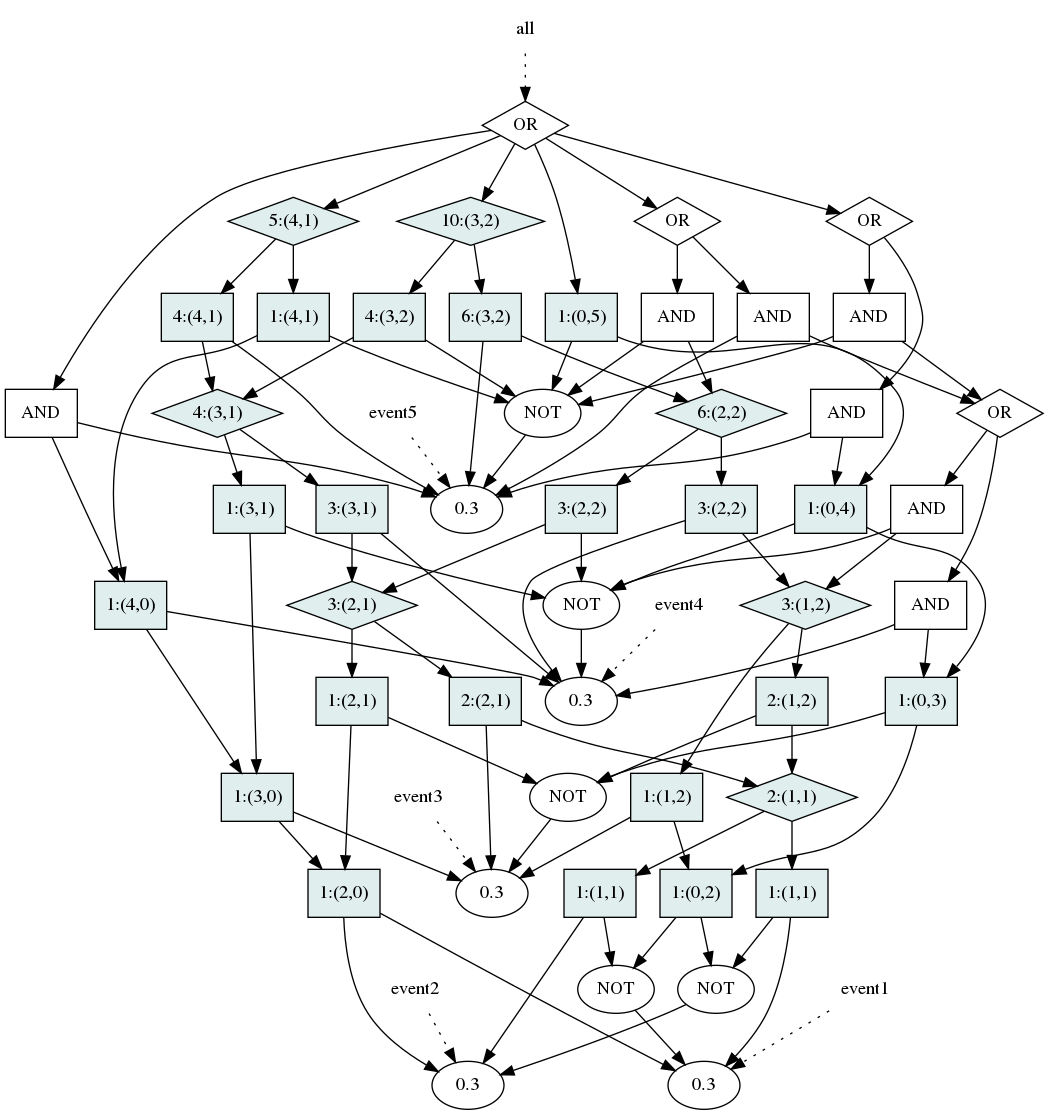 all
OR
5:(4,1)
10:(3,2)
OR
OR
4:(4,1)
1:(4,1)
4:(3,2)
6:(3,2)
1:(0,5)
AND
AND
AND
AND
4:(3,1)
event5
NOT
6:(2,2)
AND
OR
1:(3,1)
3:(3,1)
0.3
3:(2,2)
3:(2,2)
1:(0,4)
AND
1:(4,0)
3:(2,1)
NOT
event4
3:(1,2)
AND
1:(2,1)
2:(2,1)
0.3
2:(1,2)
1:(0,3)
1:(3,0)
event3
NOT
1:(1,2)
2:(1,1)
1:(2,0)
0.3
1:(1,1)
1:(0,2)
1:(1,1)
event2
NOT
NOT
event1
0.3
0.3